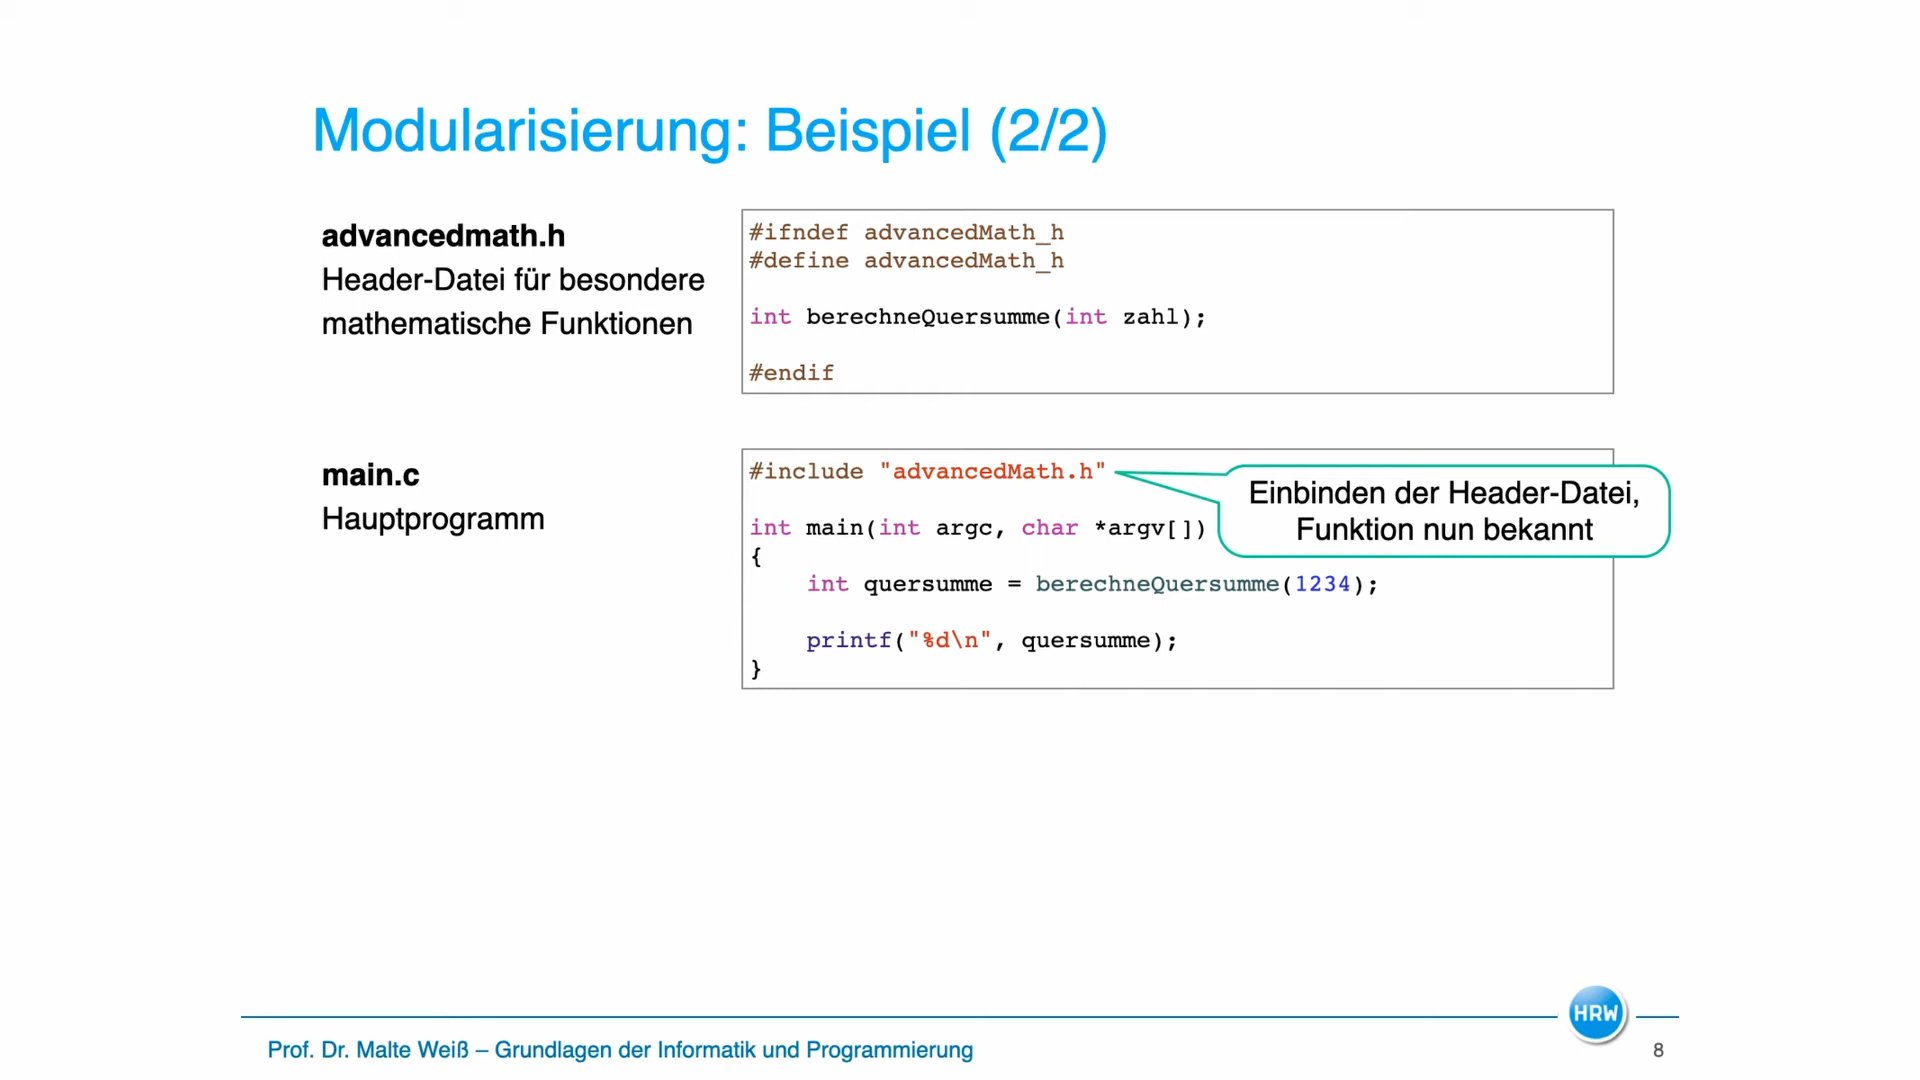 Modularisierung: Beispiel (2/2)
advancedmath.h
Header-Datei für besondere
mathematische Funktionen
#ifndef advancedMath_h
#define advancedMath_h
int berechneQuersumme(int zahl);
#endif
main.c
Hauptprogramm
#include "advancedMath.h"
int main(int argc, char *argv[])
{
    int quersumme = berechneQuersumme(1234);
    printf("%d\n", quersumme);
}
Einbinden der Header-Datei,
Funktion nun bekannt
HRW
Prof. Dr. Malte Weiß – Grundlagen der Informatik und Programmierung
8